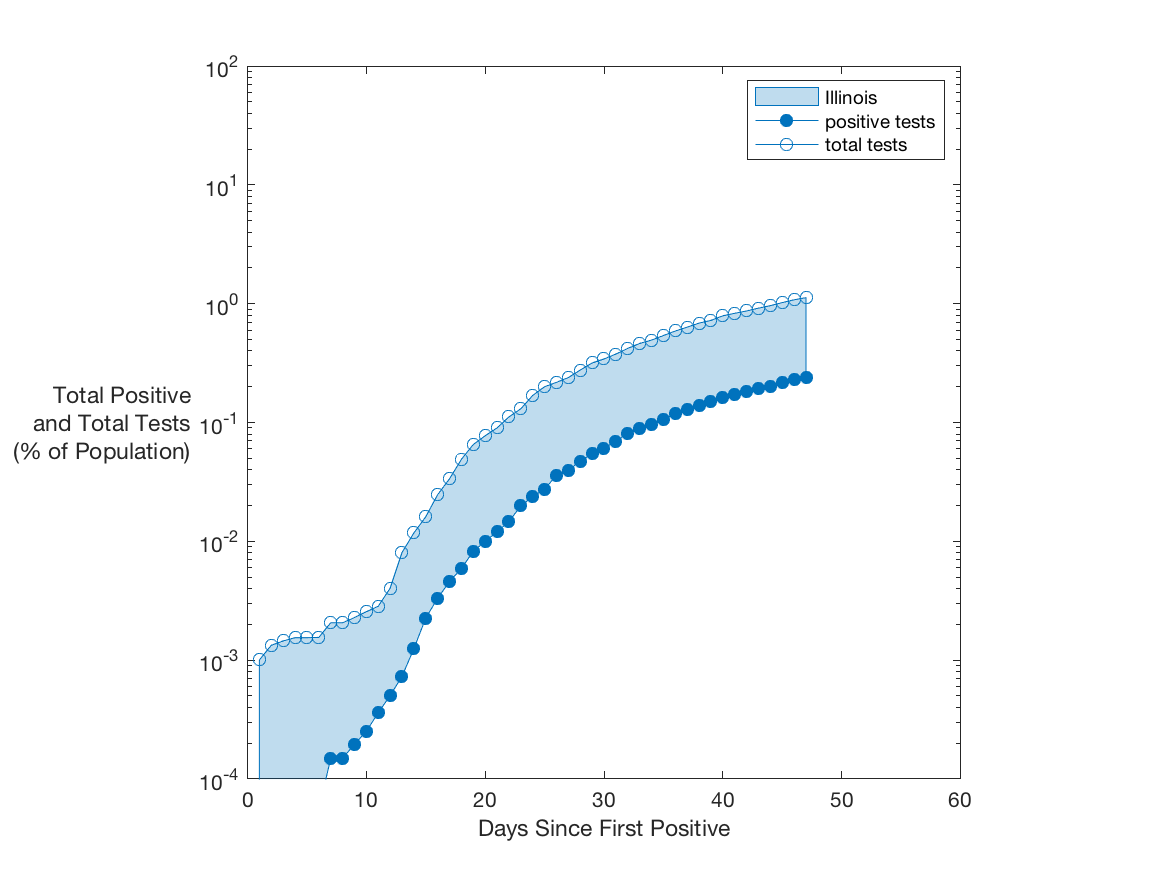 10^2
Illinois
positive tests
total tests
10^1
10^0
Total Positive
and Total Tests
(% of Population)
10^-1
10^-2
10^-3
10^-4
0 10 20 30 40 50 60
Days Since First Positive